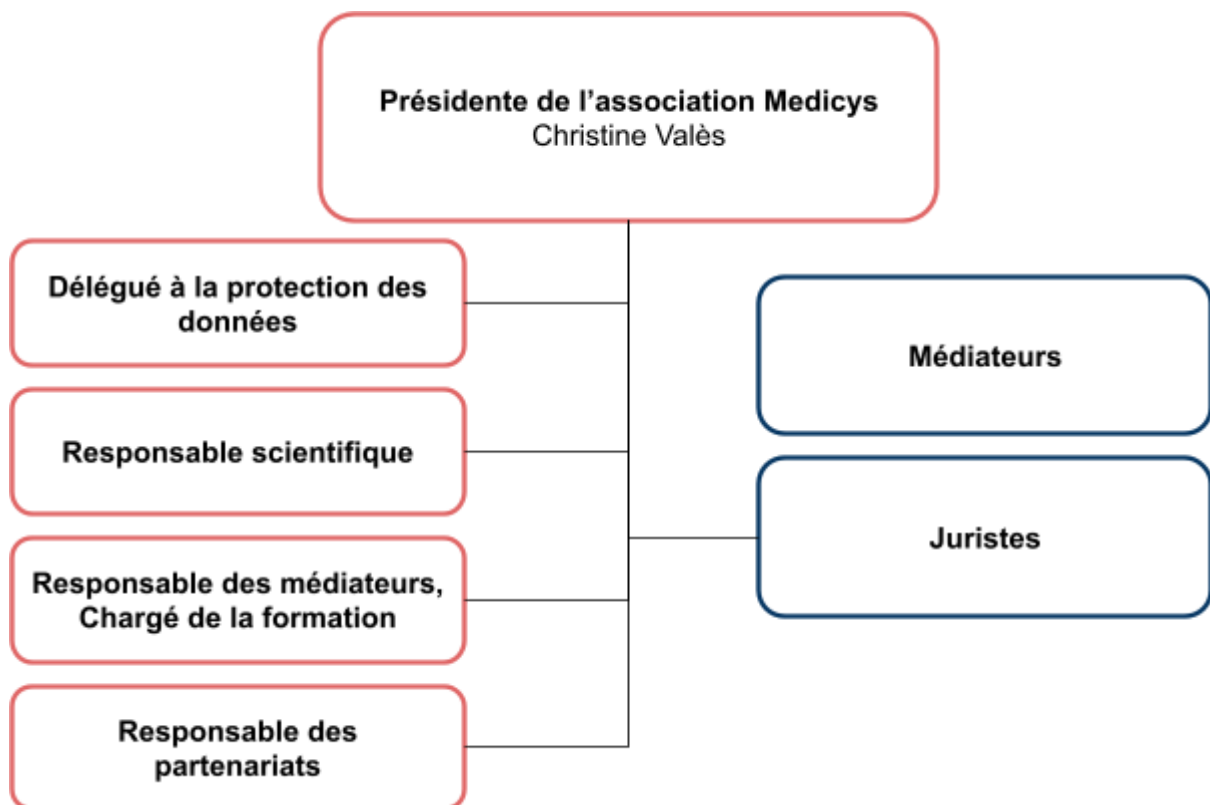 Présidente de l’association Medicys
Christine Valès
Délégué à la protection des
données
Responsable scientifique
Responsable des médiateurs,
Chargé de la formation
Responsable des
partenariats
Médiateurs
Juristes